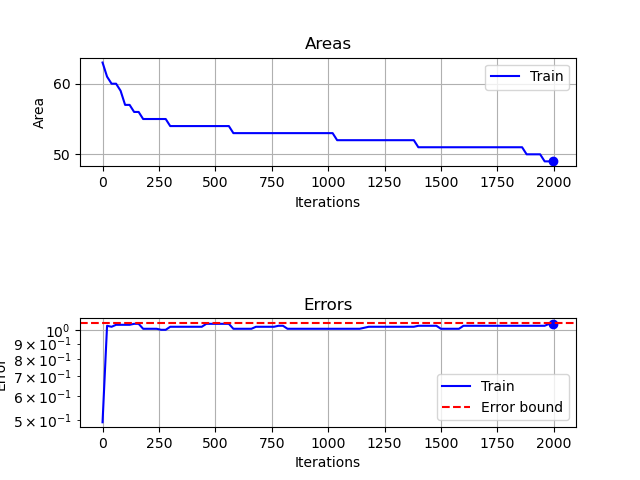 Areas
Area
60
50
Train
0 250 500 750 1000 1250 1500 1750 2000
Iterations
Errors
Error
10⁰
9 × 10⁻¹
8 × 10⁻¹
7 × 10⁻¹
6 × 10⁻¹
5 × 10⁻¹
Train
Error bound
0 250 500 750 1000 1250 1500 1750 2000
Iterations